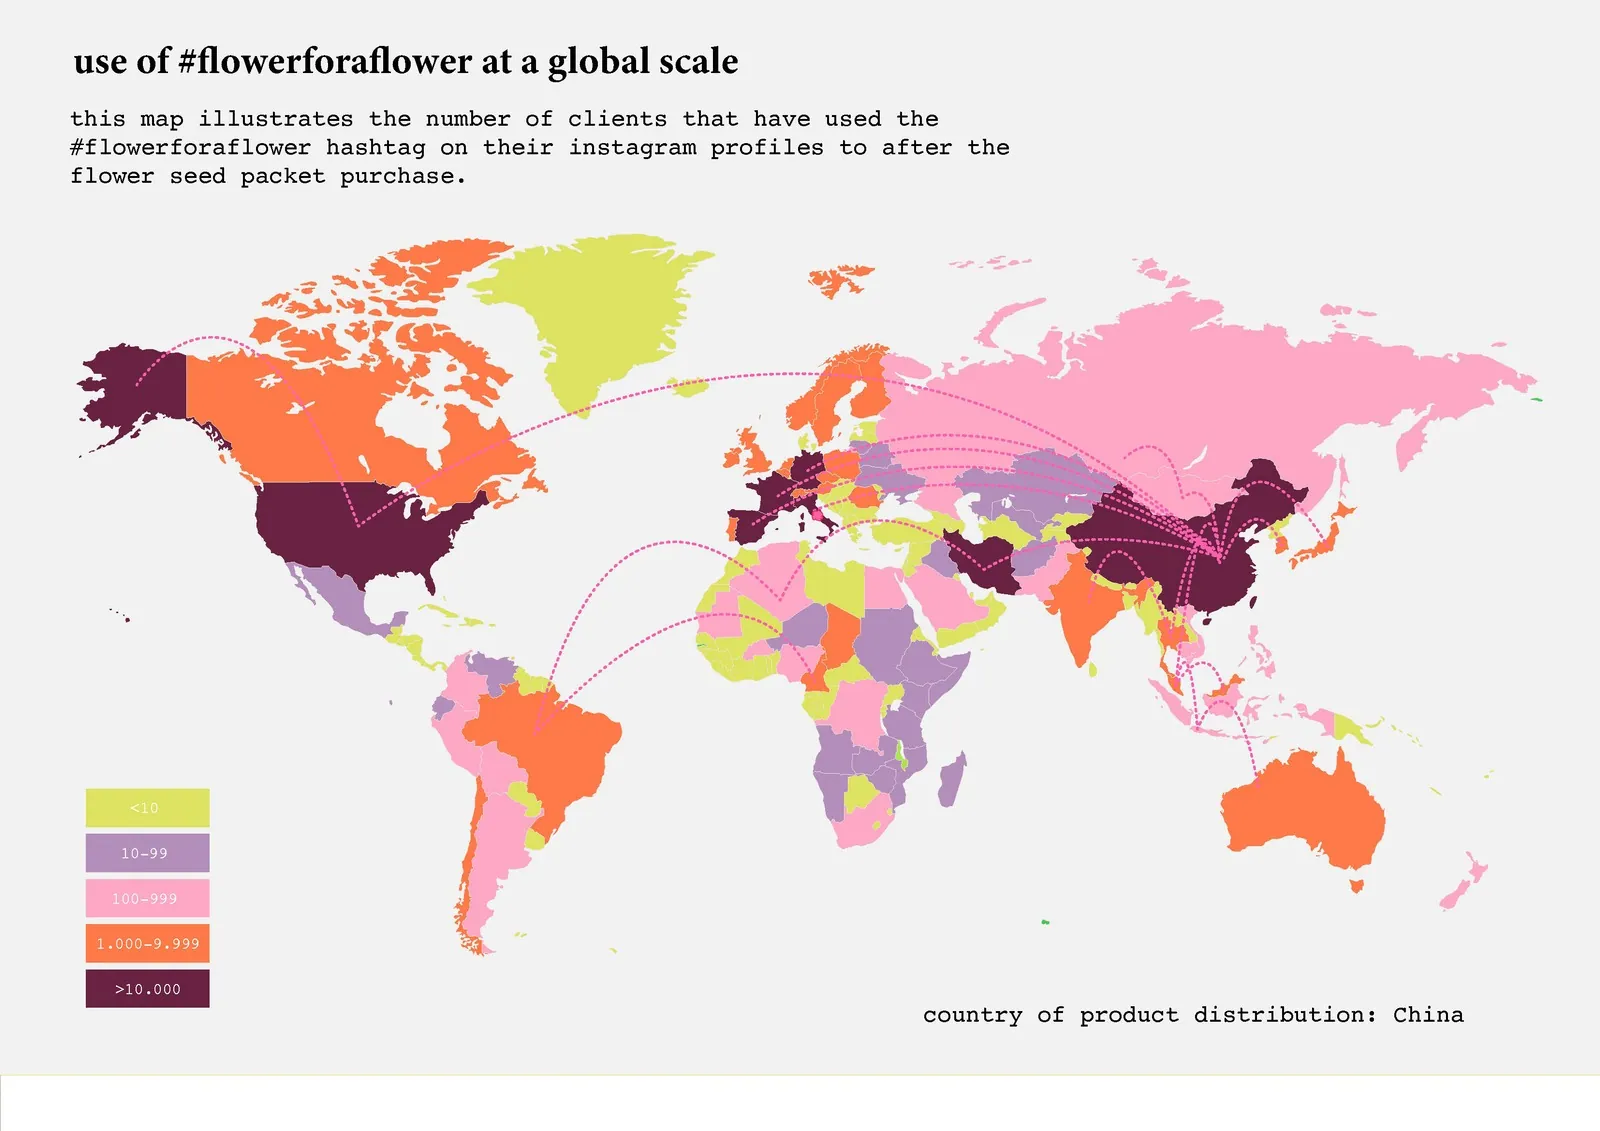 use of #flowerforaflower at a global scale
this map illustrates the number of clients that have used the
#flowerforaflower hashtag on their instagram profiles to after the
flower seed packet purchase.
<10
10-99
100-999
1.000-9.999
>10.000
country of product distribution: China